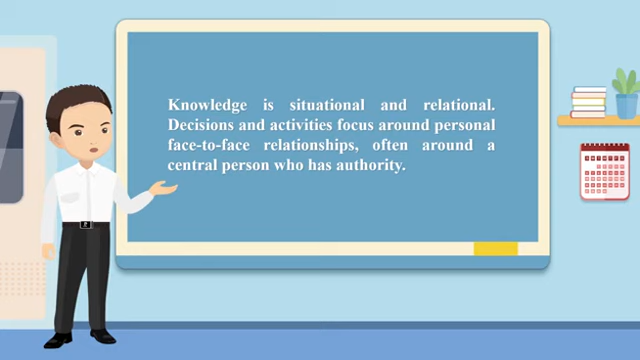 Knowledge is situational and relational.
Decisions and activities focus around personal
face-to-face relationships, often around a
central person who has authority.